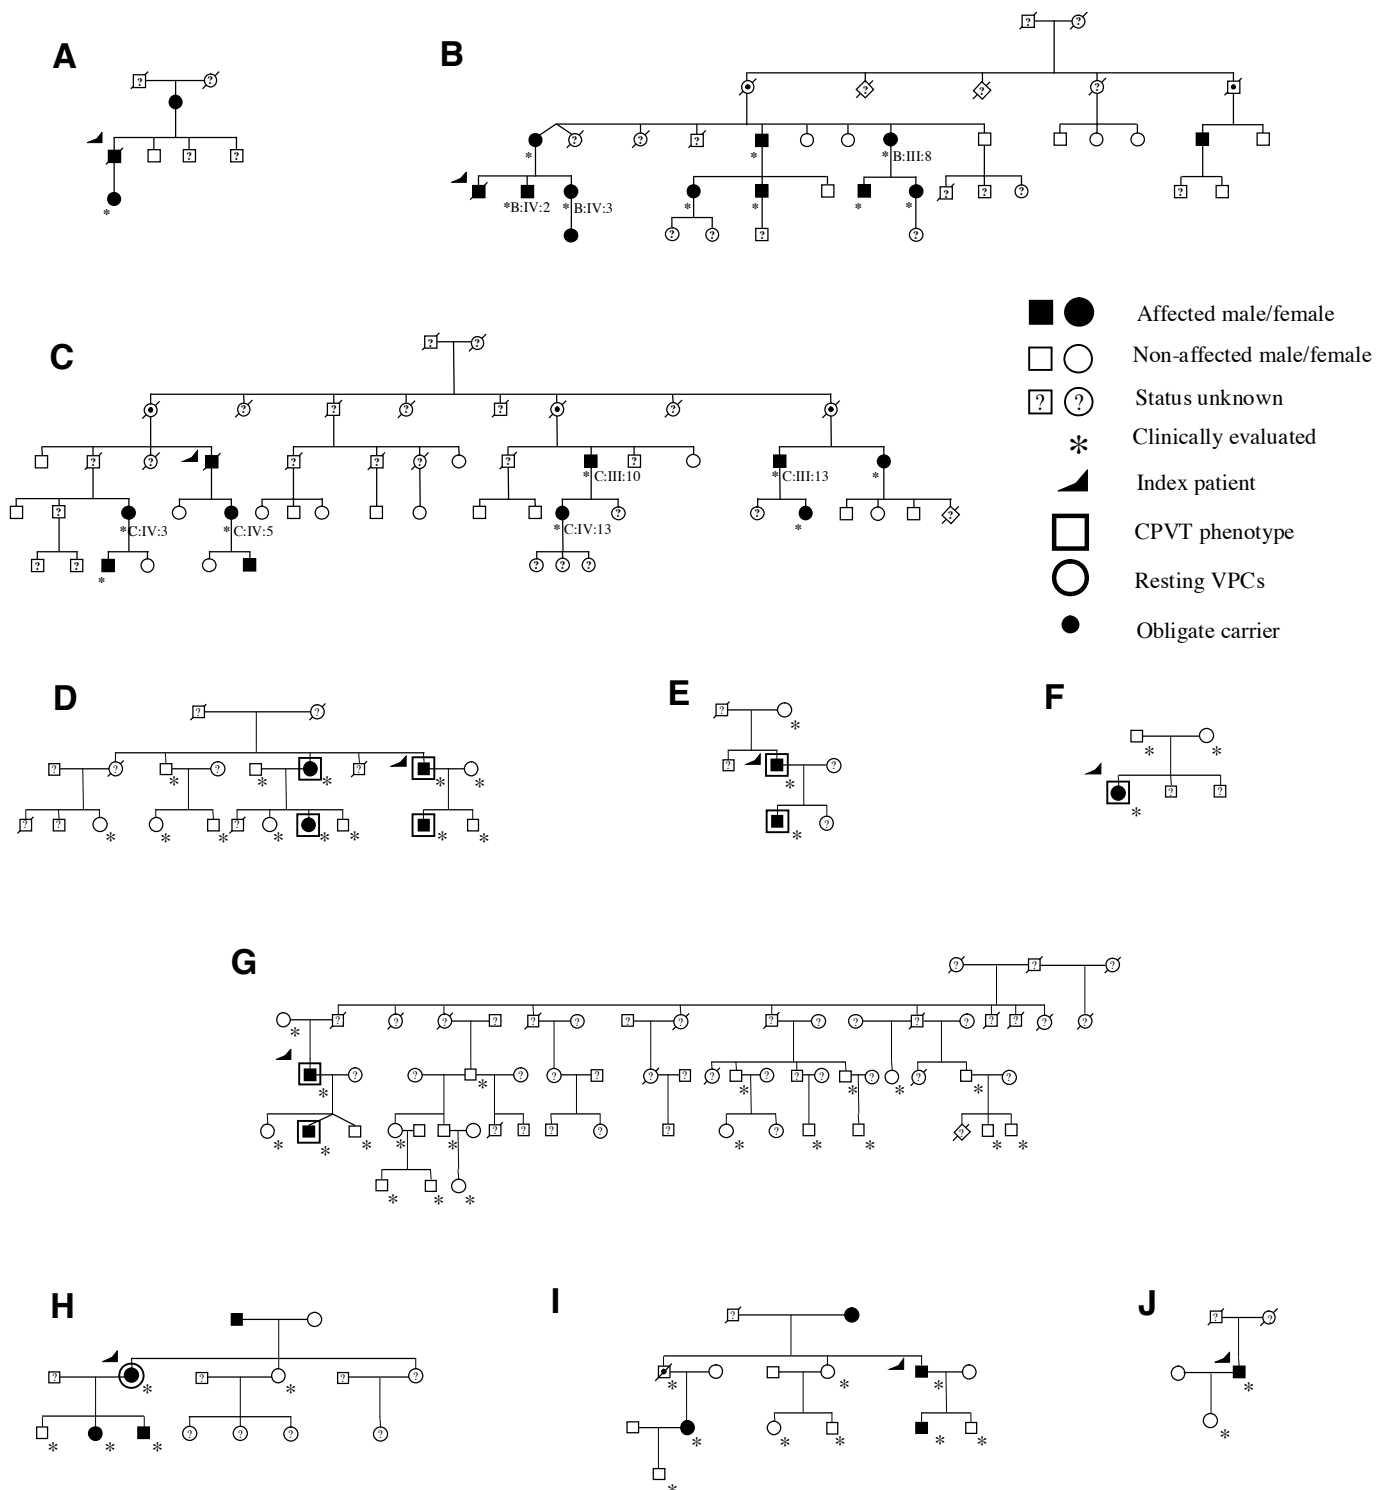 A
B
? ?
? ?
? ? ? ?
? ? ?
* * * B:III:8
? ?
*B:IV:2 * B:IV:3 * * * * ? ? ? ?
? ? ? ?
C
? ?
? ? ? ? ?
? ? ? ? ? ? ?
* C:III:10 * C:III:13 *
? ? ? ?
*C:IV:3 * C:IV:5 * C:IV:13 *
? ? ? ? ?
*
Affected male/female
Non-affected male/female
? ? Status unknown
* Clinically evaluated
Index patient
CPVT phenotype
Resting VPCs
Obligate carrier
D
? ?
? ? ? ?
* * * * *
? ? ?
* * * * * * * *
E
? *
? * ?
* ?
F
* *
* ? ?
G
? ? ?
* ? ? ? ? ? ? ? ? ? ? ? ? ? ? ? ? ? ?
* ? ? * ? ? ? ? ? ? * ? ? ? * ? * ? * ?
* * * * * ? ? ? ? ? * ? * * ? * *
* * *
H
? * ? * ? ?
* * * ? ? ? ?
I
?
* * *
* * * * *
*
J
? ?
*
*